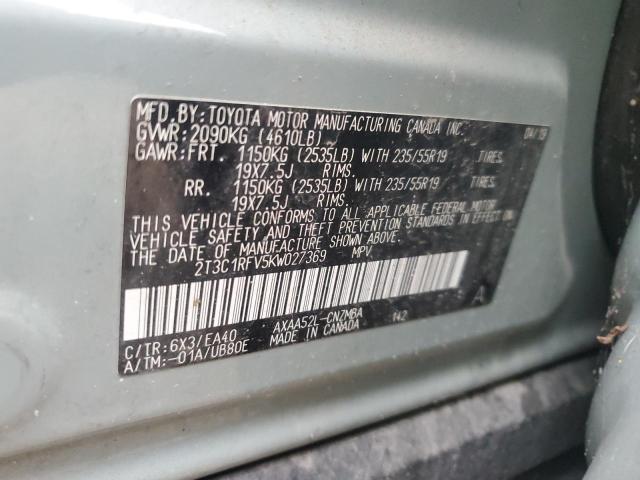 MFD. BY: TOYOTA MOTOR MANUFACTURING CANADA INC. 04/19
GVWR: 2090KG (4610LB)
GAWR: FRT. 1150KG (2535LB) WITH 235/55R19 TIRES.
19X7.5J RIMS.
RR. 1150KG (2535LB) WITH 235/55R19 TIRES.
19X7.5J RIMS.
THIS VEHICLE CONFORMS TO ALL APPLICABLE FEDERAL MOTOR
VEHICLE SAFETY AND THEFT PREVENTION STANDARDS IN EFFECT ON
THE DATE OF MANUFACTURE SHOWN ABOVE.
2T3C1RFV5KW027369 MPV
A
C/TR: 6X3/EA40 AXAA52L-CNZMBA 142
A/TM: -01A/UB80E MADE IN CANADA